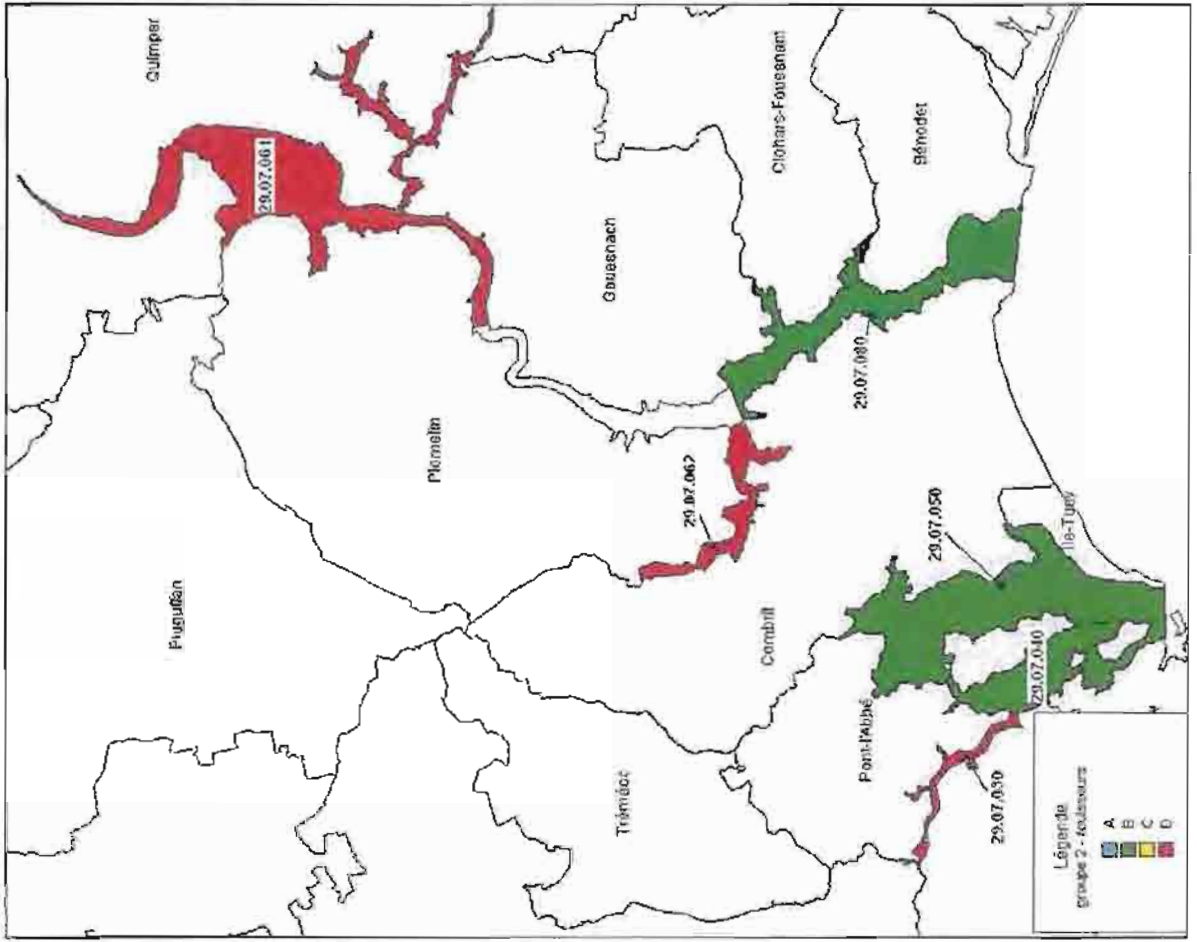 Quimper
29.07.061
Pluguffan
Plomelin
Gouesnach
Clohars-Fouesnant
Bénodet
29.07.062
29.07.080
Tréméoc
Combrit
29.07.050
Ile-Tudy
Pont-l'Abbé
29.07.040
29.07.030
Légende
groupe 2 - fouisseurs
A
B
C
D